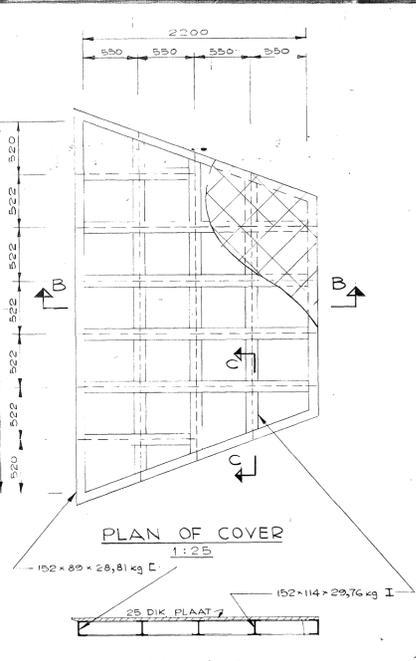 2200
550 550 550 550
520
522
522
522
522
522
520
B B
C
C
PLAN OF COVER
1:25
152×89×28,81 kg [
152×114×29,76 kg I
25 DIK PLAAT